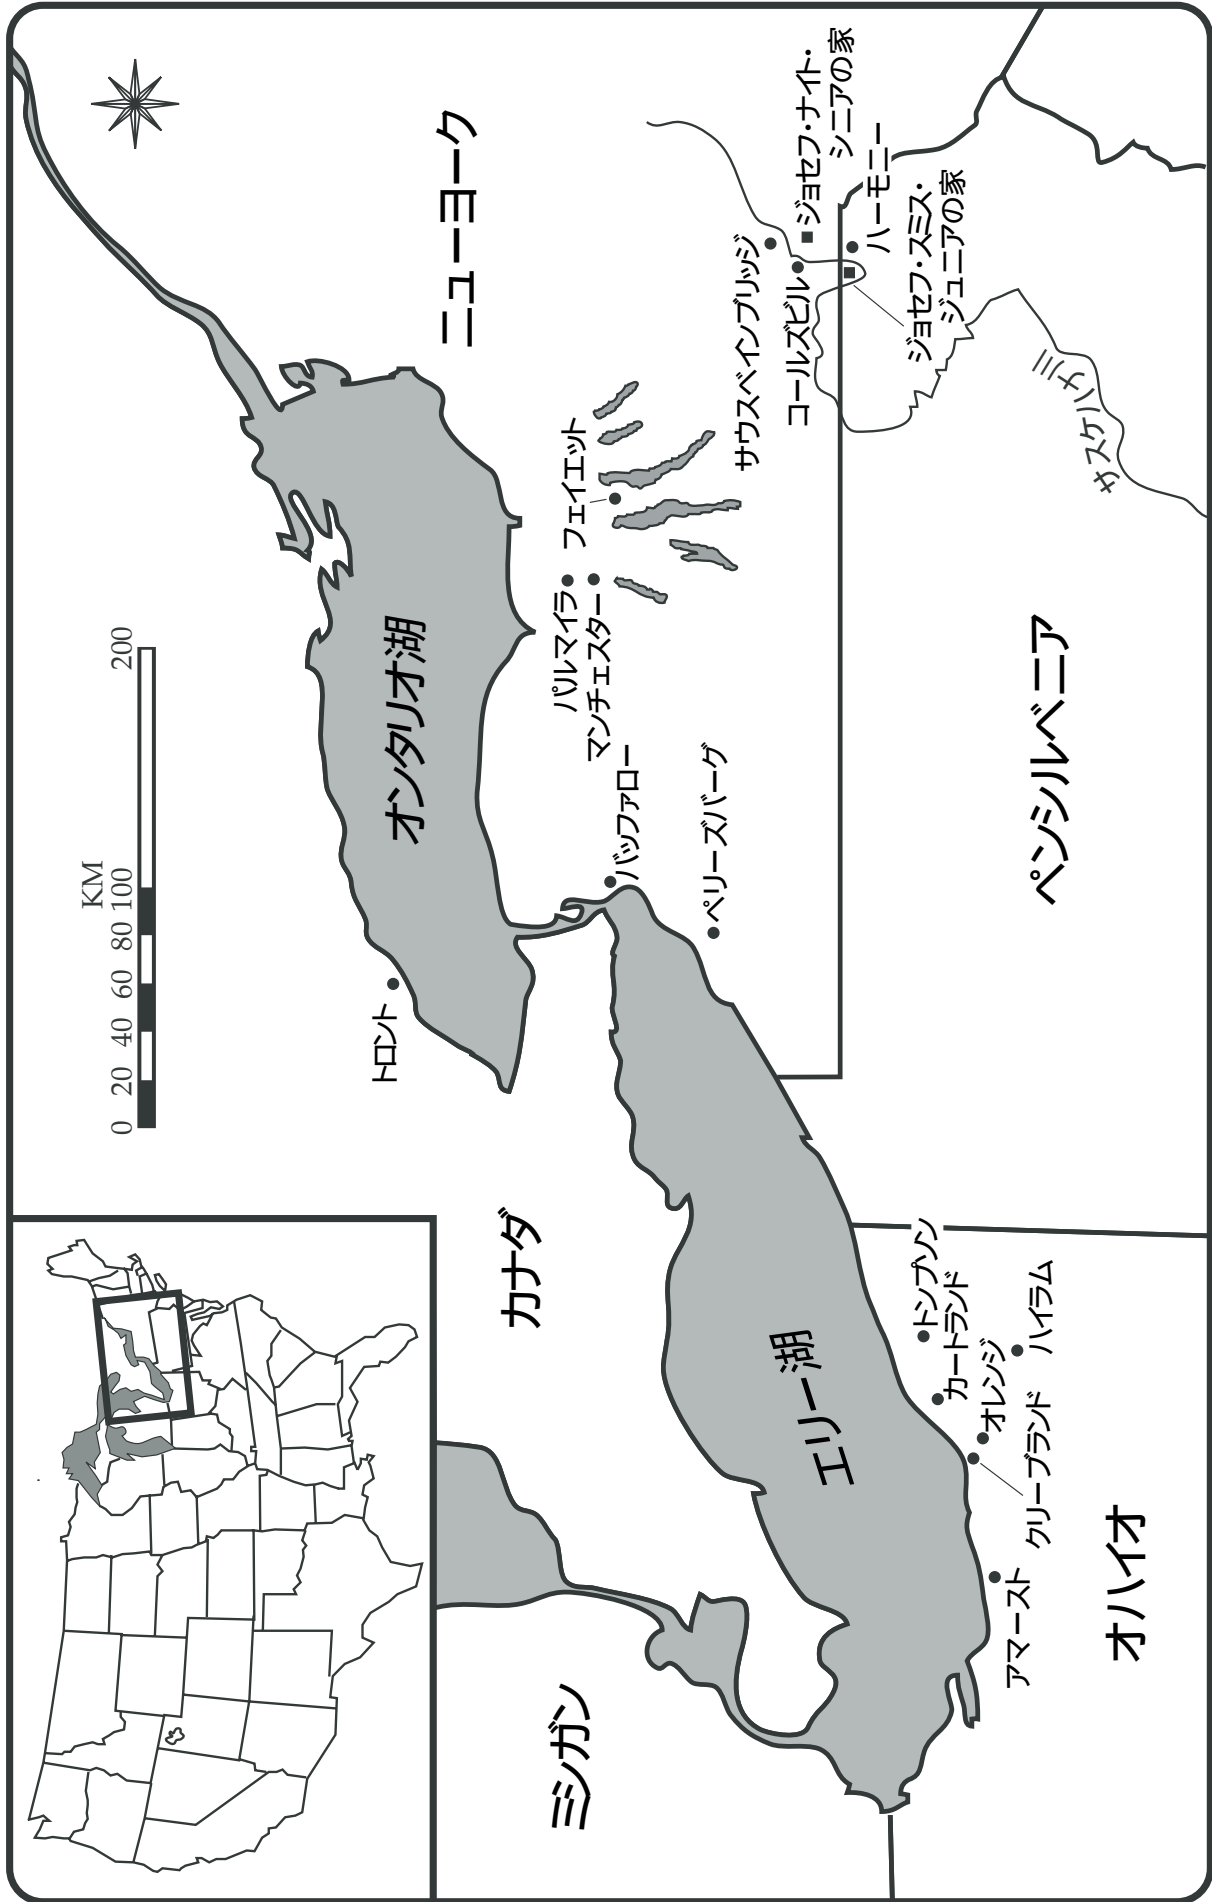 KM
0 20 40 60 80 100 200
ニューヨーク
オンタリオ湖
トロント
カナダ
パルマイラ
マンチェスター
フェイエット
バッファロー
ペリーズバーグ
サウスベインブリッジ
コールズビル
ジョセフ・ナイト・
シニアの家
ハーモニー
ジョセフ・スミス・
ジュニアの家
サスケハナ川
ペンシルベニア
エリー湖
ミシガン
トンプソン
カートランド
オレンジ
ハイラム
クリーブランド
アマースト
オハイオ